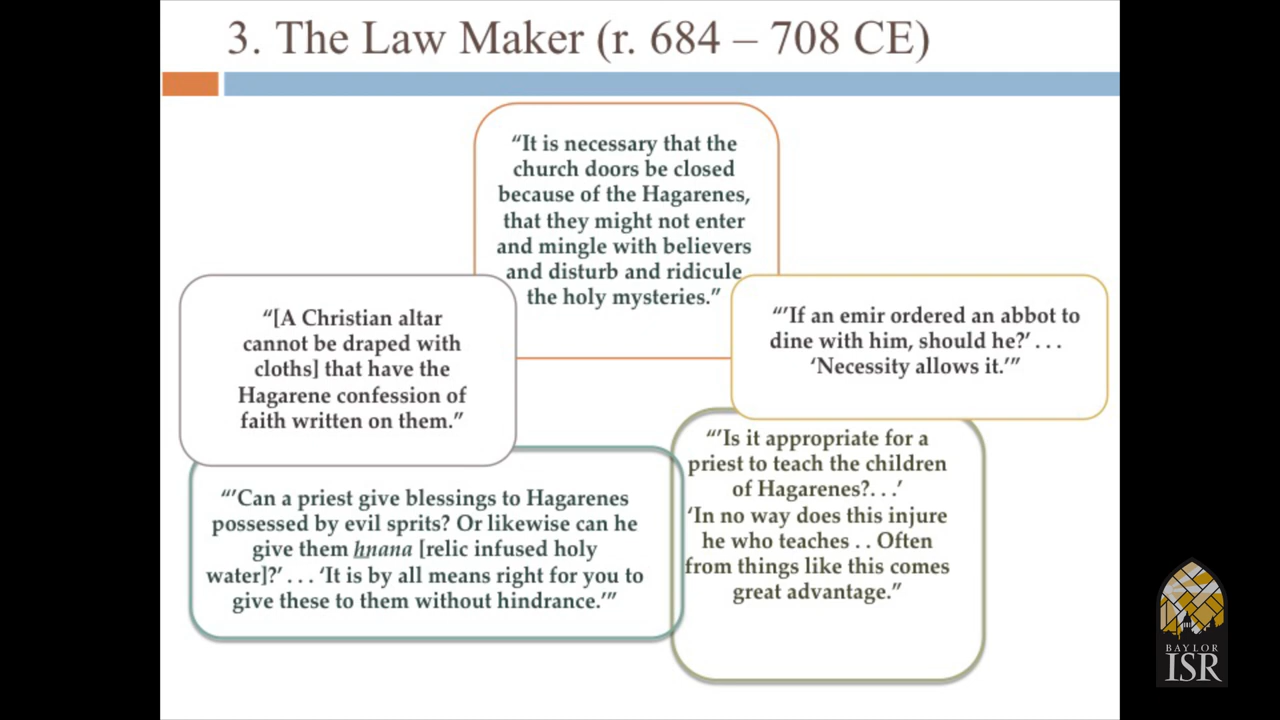 3. The Law Maker (r. 684 – 708 CE)
“It is necessary that the
church doors be closed
because of the Hagarenes,
that they might not enter
and mingle with believers
and disturb and ridicule
the holy mysteries.”
“[A Christian altar
cannot be draped with
cloths] that have the
Hagarene confession of
faith written on them.”
“’If an emir ordered an abbot to
dine with him, should he?’ . . .
‘Necessity allows it.’”
“’Can a priest give blessings to Hagarenes
possessed by evil sprits? Or likewise can he
give them hnana [relic infused holy
water]?’ . . . ‘It is by all means right for you to
give these to them without hindrance.’”
“’Is it appropriate for a
priest to teach the children
of Hagarenes?. . .’
‘In no way does this injure
he who teaches . . Often
from things like this comes
great advantage.”
BAYLOR
ISR